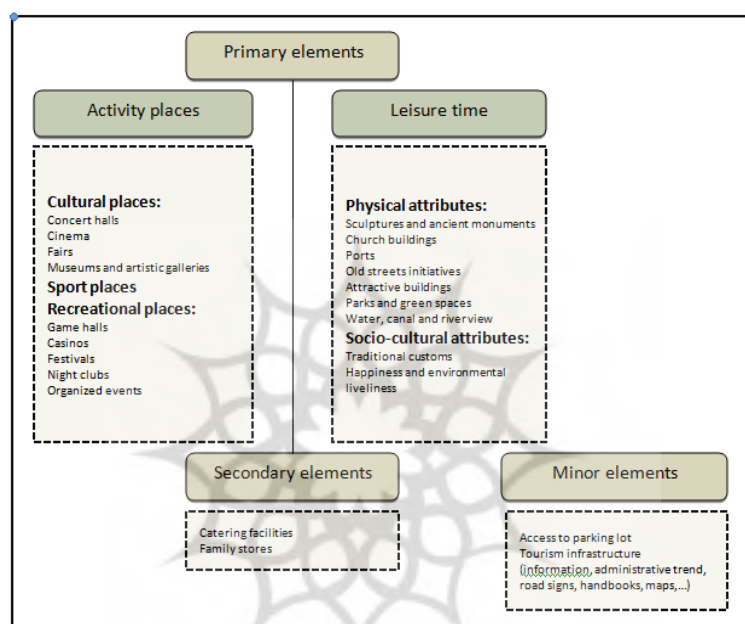 Primary elements
Activity places
Cultural places:
Concert halls
Cinema
Fairs
Museums and artistic galleries
Sport places
Recreational places:
Game halls
Casinos
Festivals
Night clubs
Organized events
Leisure time
Physical attributes:
Sculptures and ancient monuments
Church buildings
Ports
Old streets initiatives
Attractive buildings
Parks and green spaces
Water, canal and river view
Socio-cultural attributes:
Traditional customs
Happiness and environmental
liveliness
Secondary elements
Catering facilities
Family stores
Minor elements
Access to parking lot
Tourism infrastructure
(information, administrative trend,
road signs, handbooks, maps,...)